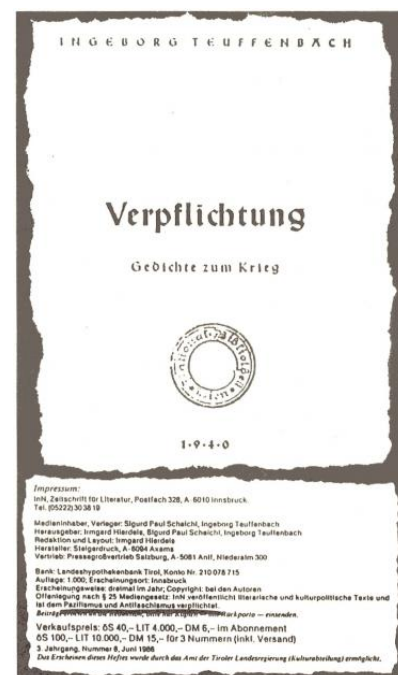 INGEBORG TEUFFENBACH
Verpflichtung
Gedichte zum Krieg
1·9·4·0
Impressum:
InN, Zeitschrift für Literatur, Postfach 328, A-6010 Innsbruck
Tel. (05222) 30 38 19
Medieninhaber, Verleger: Sigurd Paul Scheichl, Ingeborg Teuffenbach
Herausgeber: Irmgard Hierdeis, Sigurd Paul Scheichl, Ingeborg Teuffenbach
Redaktion und Layout: Irmgard Hierdeis
Hersteller: Steigerdruck, A-6094 Axams
Vertrieb: Pressegroßvertrieb Salzburg, A-5081 Anif, Niederalm 300
Bank: Landeshypothekenbank Tirol, Konto Nr. 210 078 715
Auflage: 1.000; Erscheinungsort: Innsbruck
Erscheinungsweise: dreimal im Jahr; Copyright: bei den Autoren
Offenlegung nach § 25 Mediengesetz: InN veröffentlicht literarische und kulturpolitische Texte und
ist dem Pazifismus und Antifaschismus verpflichtet.
Rückporto — einsenden.
Verkaufspreis: öS 40,– LIT 4.000,– DM 6,– im Abonnement
öS 100,– LIT 10.000,– DM 15,– für 3 Nummern (inkl. Versand)
3. Jahrgang, Nummer 8, Juni 1986
Das Erscheinen dieses Heftes wurde durch das Amt der Tiroler Landesregierung (Kulturabteilung) ermöglicht.